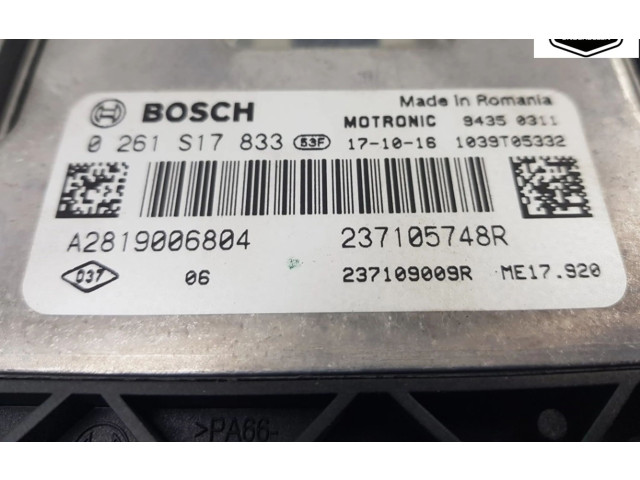 BOSCH
Made in Romania
MOTRONIC 9435 0311
0 261 S17 833 53F 17-10-16 1039T05332
A2819006804 237105748R
D37 06 237109009R ME17.920
>PA66-